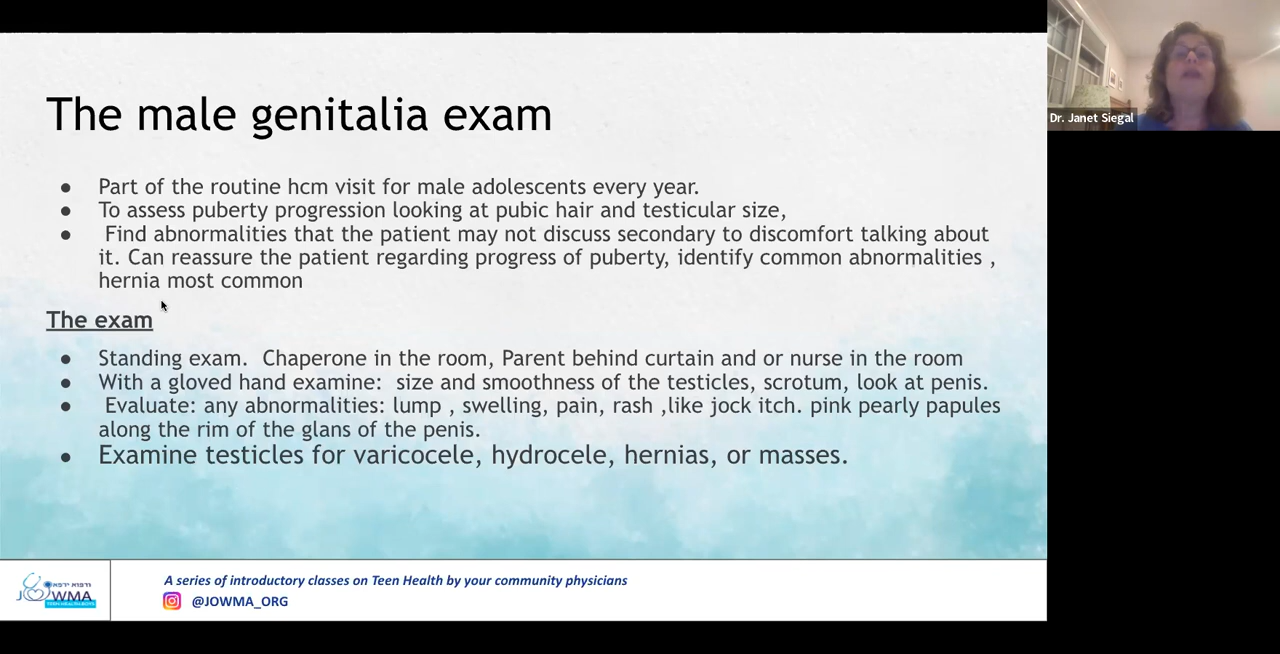 The male genitalia exam
Dr. Janet Siegal
● Part of the routine hcm visit for male adolescents every year.
● To assess puberty progression looking at pubic hair and testicular size,
● Find abnormalities that the patient may not discuss secondary to discomfort talking about
it. Can reassure the patient regarding progress of puberty, identify common abnormalities ,
hernia most common
The exam
● Standing exam. Chaperone in the room, Parent behind curtain and or nurse in the room
● With a gloved hand examine: size and smoothness of the testicles, scrotum, look at penis.
● Evaluate: any abnormalities: lump , swelling, pain, rash ,like jock itch. pink pearly papules
along the rim of the glans of the penis.
● Examine testicles for varicocele, hydrocele, hernias, or masses.
ורפוא ירפא
JOWMA
A series of introductory classes on Teen Health by your community physicians
@JOWMA_ORG